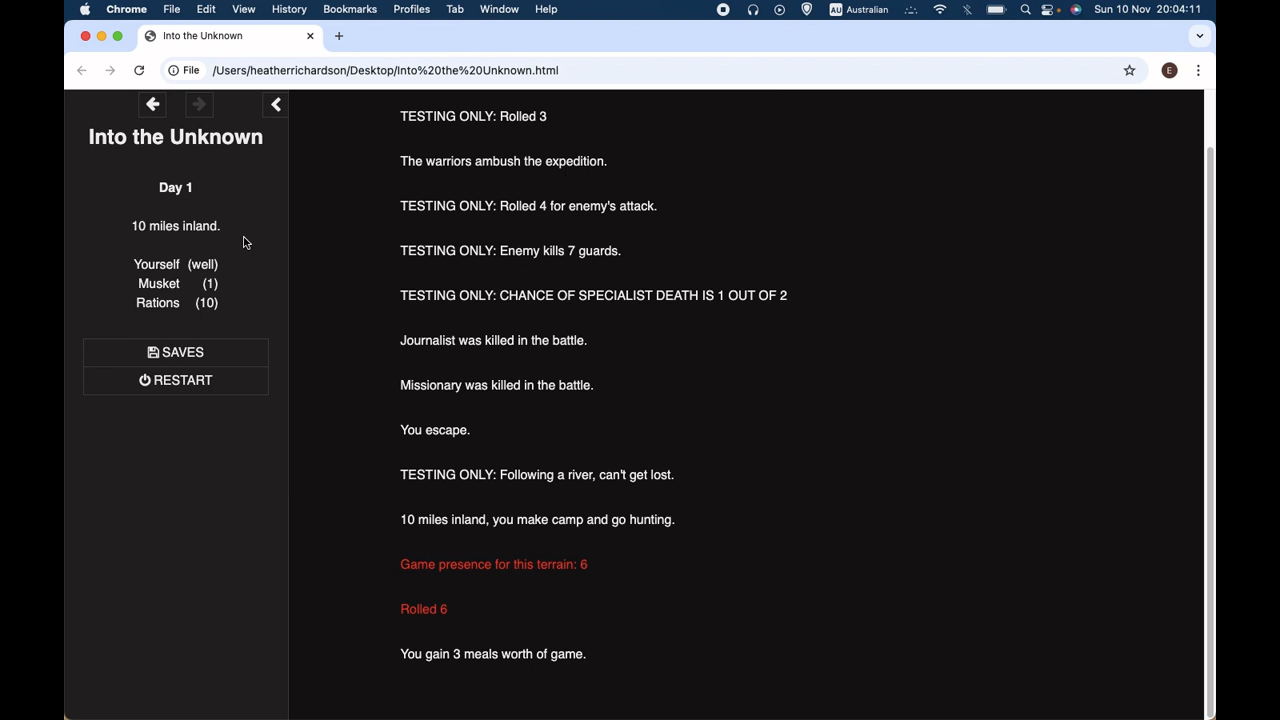 Chrome File Edit View History Bookmarks Profiles Tab Window Help AU Australian Sun 10 Nov 20:04:11
Into the Unknown
File /Users/heatherrichardson/Desktop/Into%20the%20Unknown.html E
Into the Unknown
Day 1
10 miles inland.
Yourself (well)
Musket (1)
Rations (10)
SAVES
RESTART
TESTING ONLY: Rolled 3
The warriors ambush the expedition.
TESTING ONLY: Rolled 4 for enemy's attack.
TESTING ONLY: Enemy kills 7 guards.
TESTING ONLY: CHANCE OF SPECIALIST DEATH IS 1 OUT OF 2
Journalist was killed in the battle.
Missionary was killed in the battle.
You escape.
TESTING ONLY: Following a river, can't get lost.
10 miles inland, you make camp and go hunting.
Game presence for this terrain: 6
Rolled 6
You gain 3 meals worth of game.